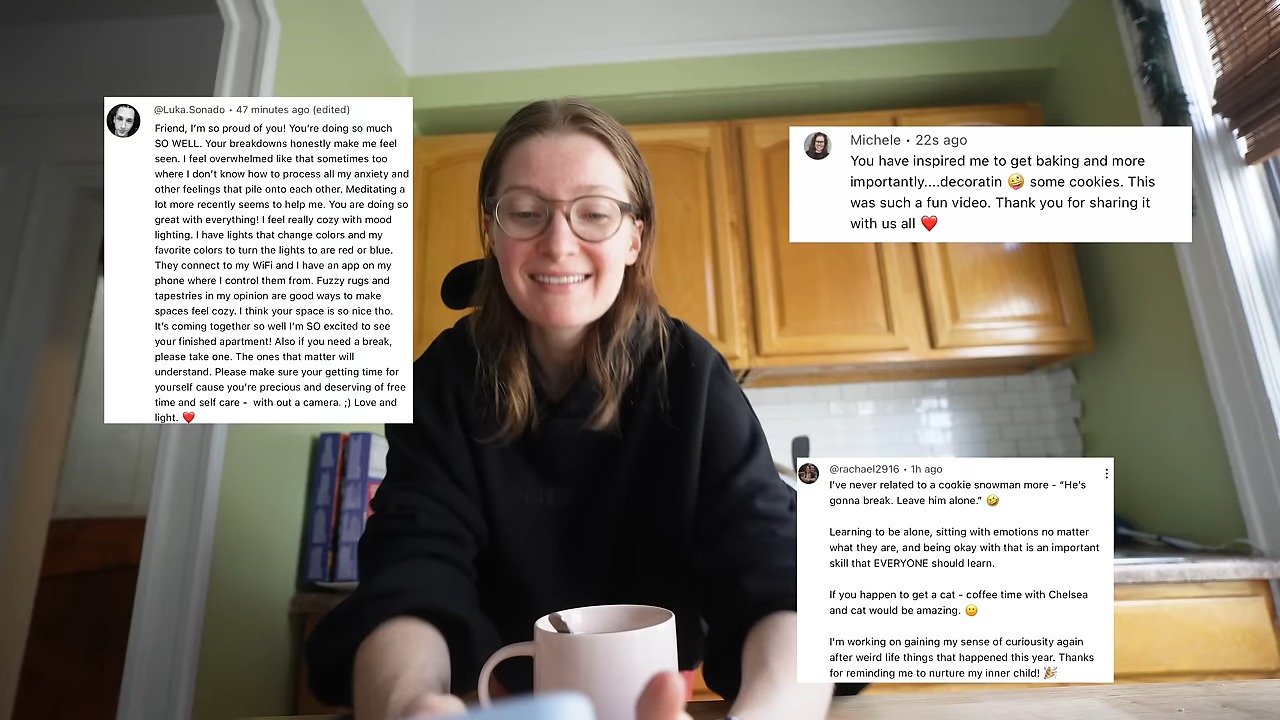 @Luka.Sonado • 47 minutes ago (edited)
Friend, I'm so proud of you! You're doing so much
SO WELL. Your breakdowns honestly make me feel
seen. I feel overwhelmed like that sometimes too
where I don't know how to process all my anxiety and
other feelings that pile onto each other. Meditating a
lot more recently seems to help me. You are doing so
great with everything! I feel really cozy with mood
lighting. I have lights that change colors and my
favorite colors to turn the lights to are red or blue.
They connect to my WiFi and I have an app on my
phone where I control them from. Fuzzy rugs and
tapestries in my opinion are good ways to make
spaces feel cozy. I think your space is so nice tho.
It's coming together so well I'm SO excited to see
your finished apartment! Also if you need a break,
please take one. The ones that matter will
understand. Please make sure your getting time for
yourself cause you're precious and deserving of free
time and self care - with out a camera. ;) Love and
light. ❤️
Michele • 22s ago
You have inspired me to get baking and more
importantly....decoratin 🤪 some cookies. This
was such a fun video. Thank you for sharing it
with us all ❤️
@rachael2916 • 1h ago
I've never related to a cookie snowman more - "He's
gonna break. Leave him alone." 🤣
Learning to be alone, sitting with emotions no matter
what they are, and being okay with that is an important
skill that EVERYONE should learn.
If you happen to get a cat - coffee time with Chelsea
and cat would be amazing. 🙂
I'm working on gaining my sense of curiousity again
after weird life things that happened this year. Thanks
for reminding me to nurture my inner child! 🎉